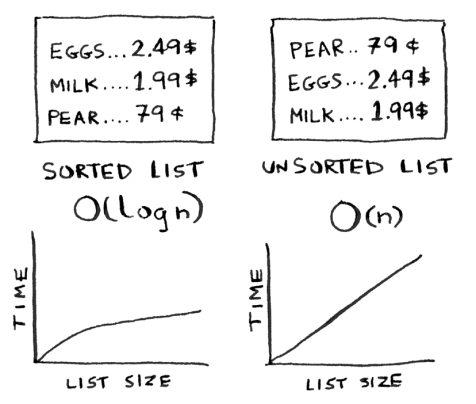 EGGS...2.49$
MILK....1.99$
PEAR....79¢
SORTED LIST
O(log n)
TIME
LIST SIZE
PEAR..79¢
EGGS...2.49$
MILK....1.99$
UNSORTED LIST
O(n)
TIME
LIST SIZE